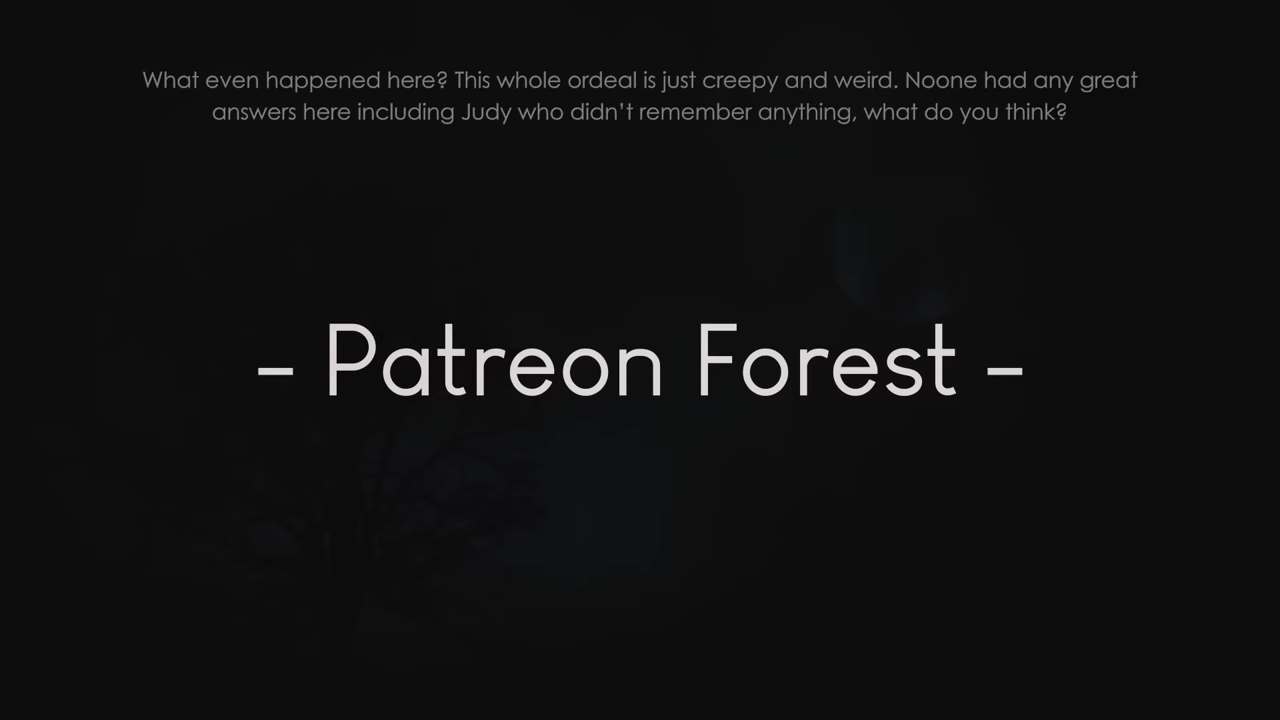 What even happened here? This whole ordeal is just creepy and weird. Noone had any great
answers here including Judy who didn't remember anything, what do you think?
– Patreon Forest –